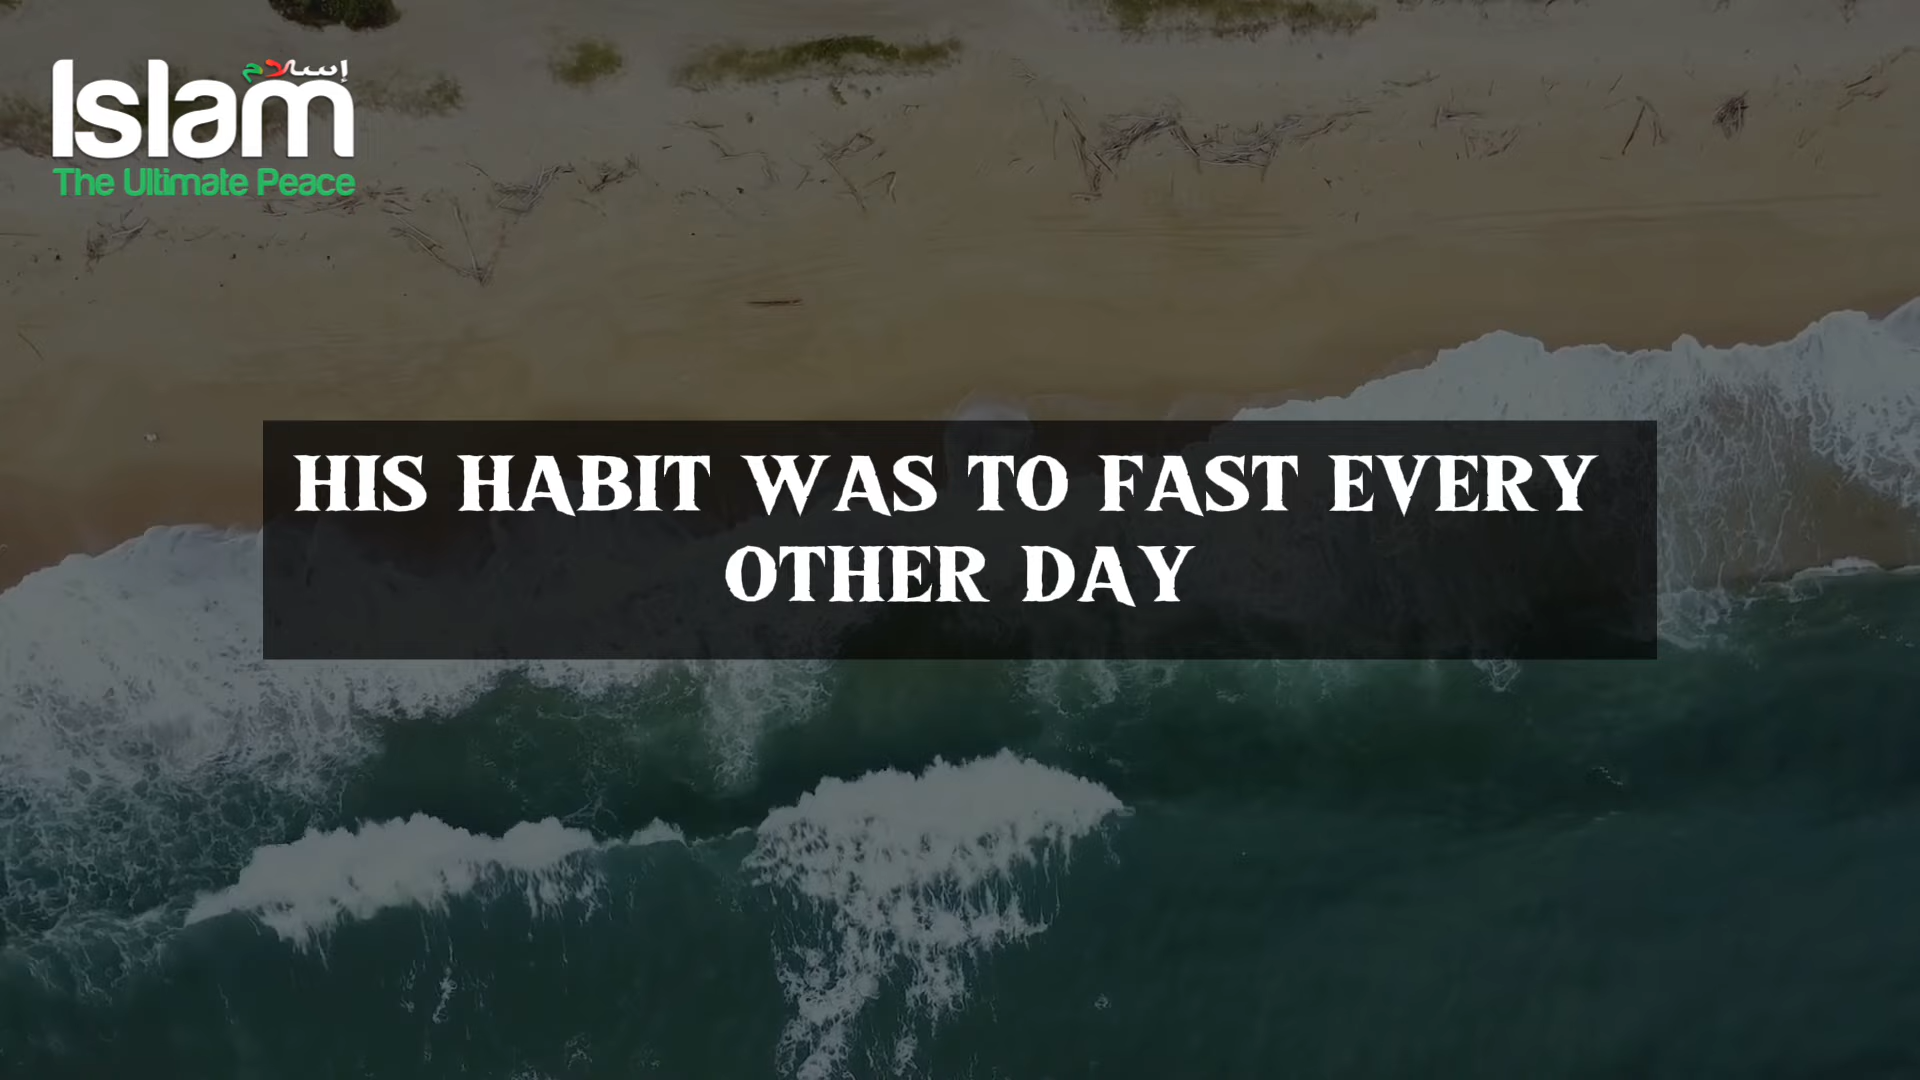 إسلام
Islam
The Ultimate Peace
HIS HABIT WAS TO FAST EVERY
OTHER DAY